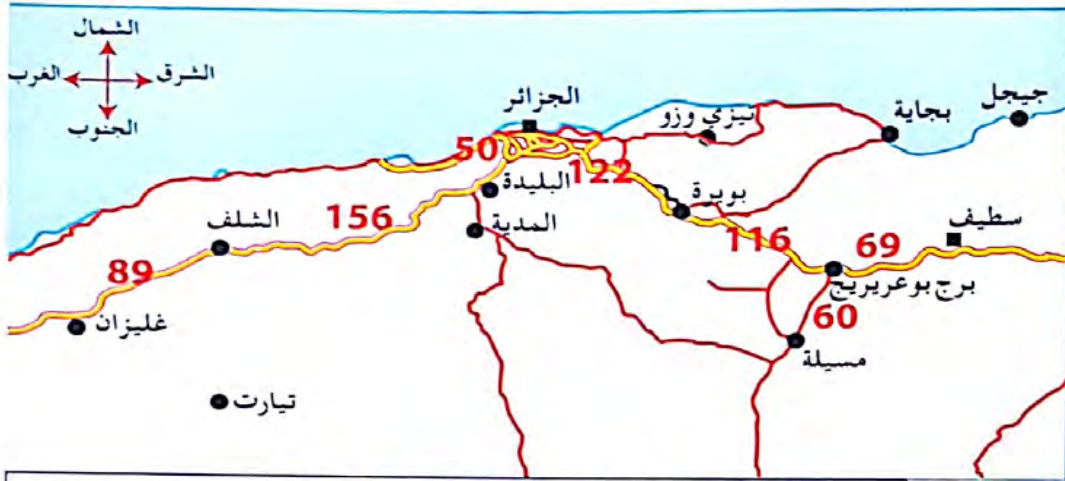 الشمال
الغرب
الشرق
الجنوب
الجزائر
تيزي وزو
بجاية
جيجل
50
122
البليدة
بويرة
الشلف
156
المدية
116
69
سطيف
89
برج بوعريريج
غليزان
60
مسيلة
تيارت